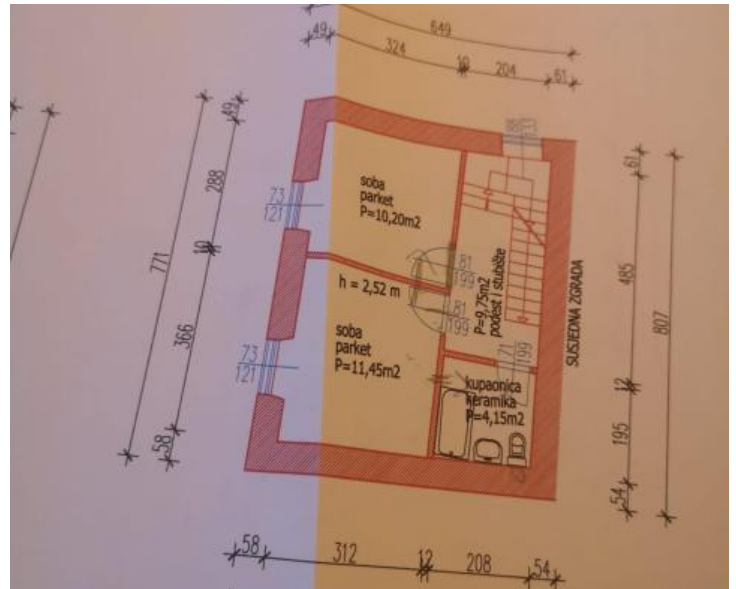 649
49
324
10
204
61
88
133
49
288
10
771
366
58
73
121
soba
parket
P=10,20m2
h = 2,52 m
81
199
81
199
P=9,75m2
podest i stubište
SUSJEDNA ZGRADA
73
121
soba
parket
P=11,45m2
71
199
kupaonica
keramika
P=4,15m2
61
485
12
195
54
807
58
312
12
208
54